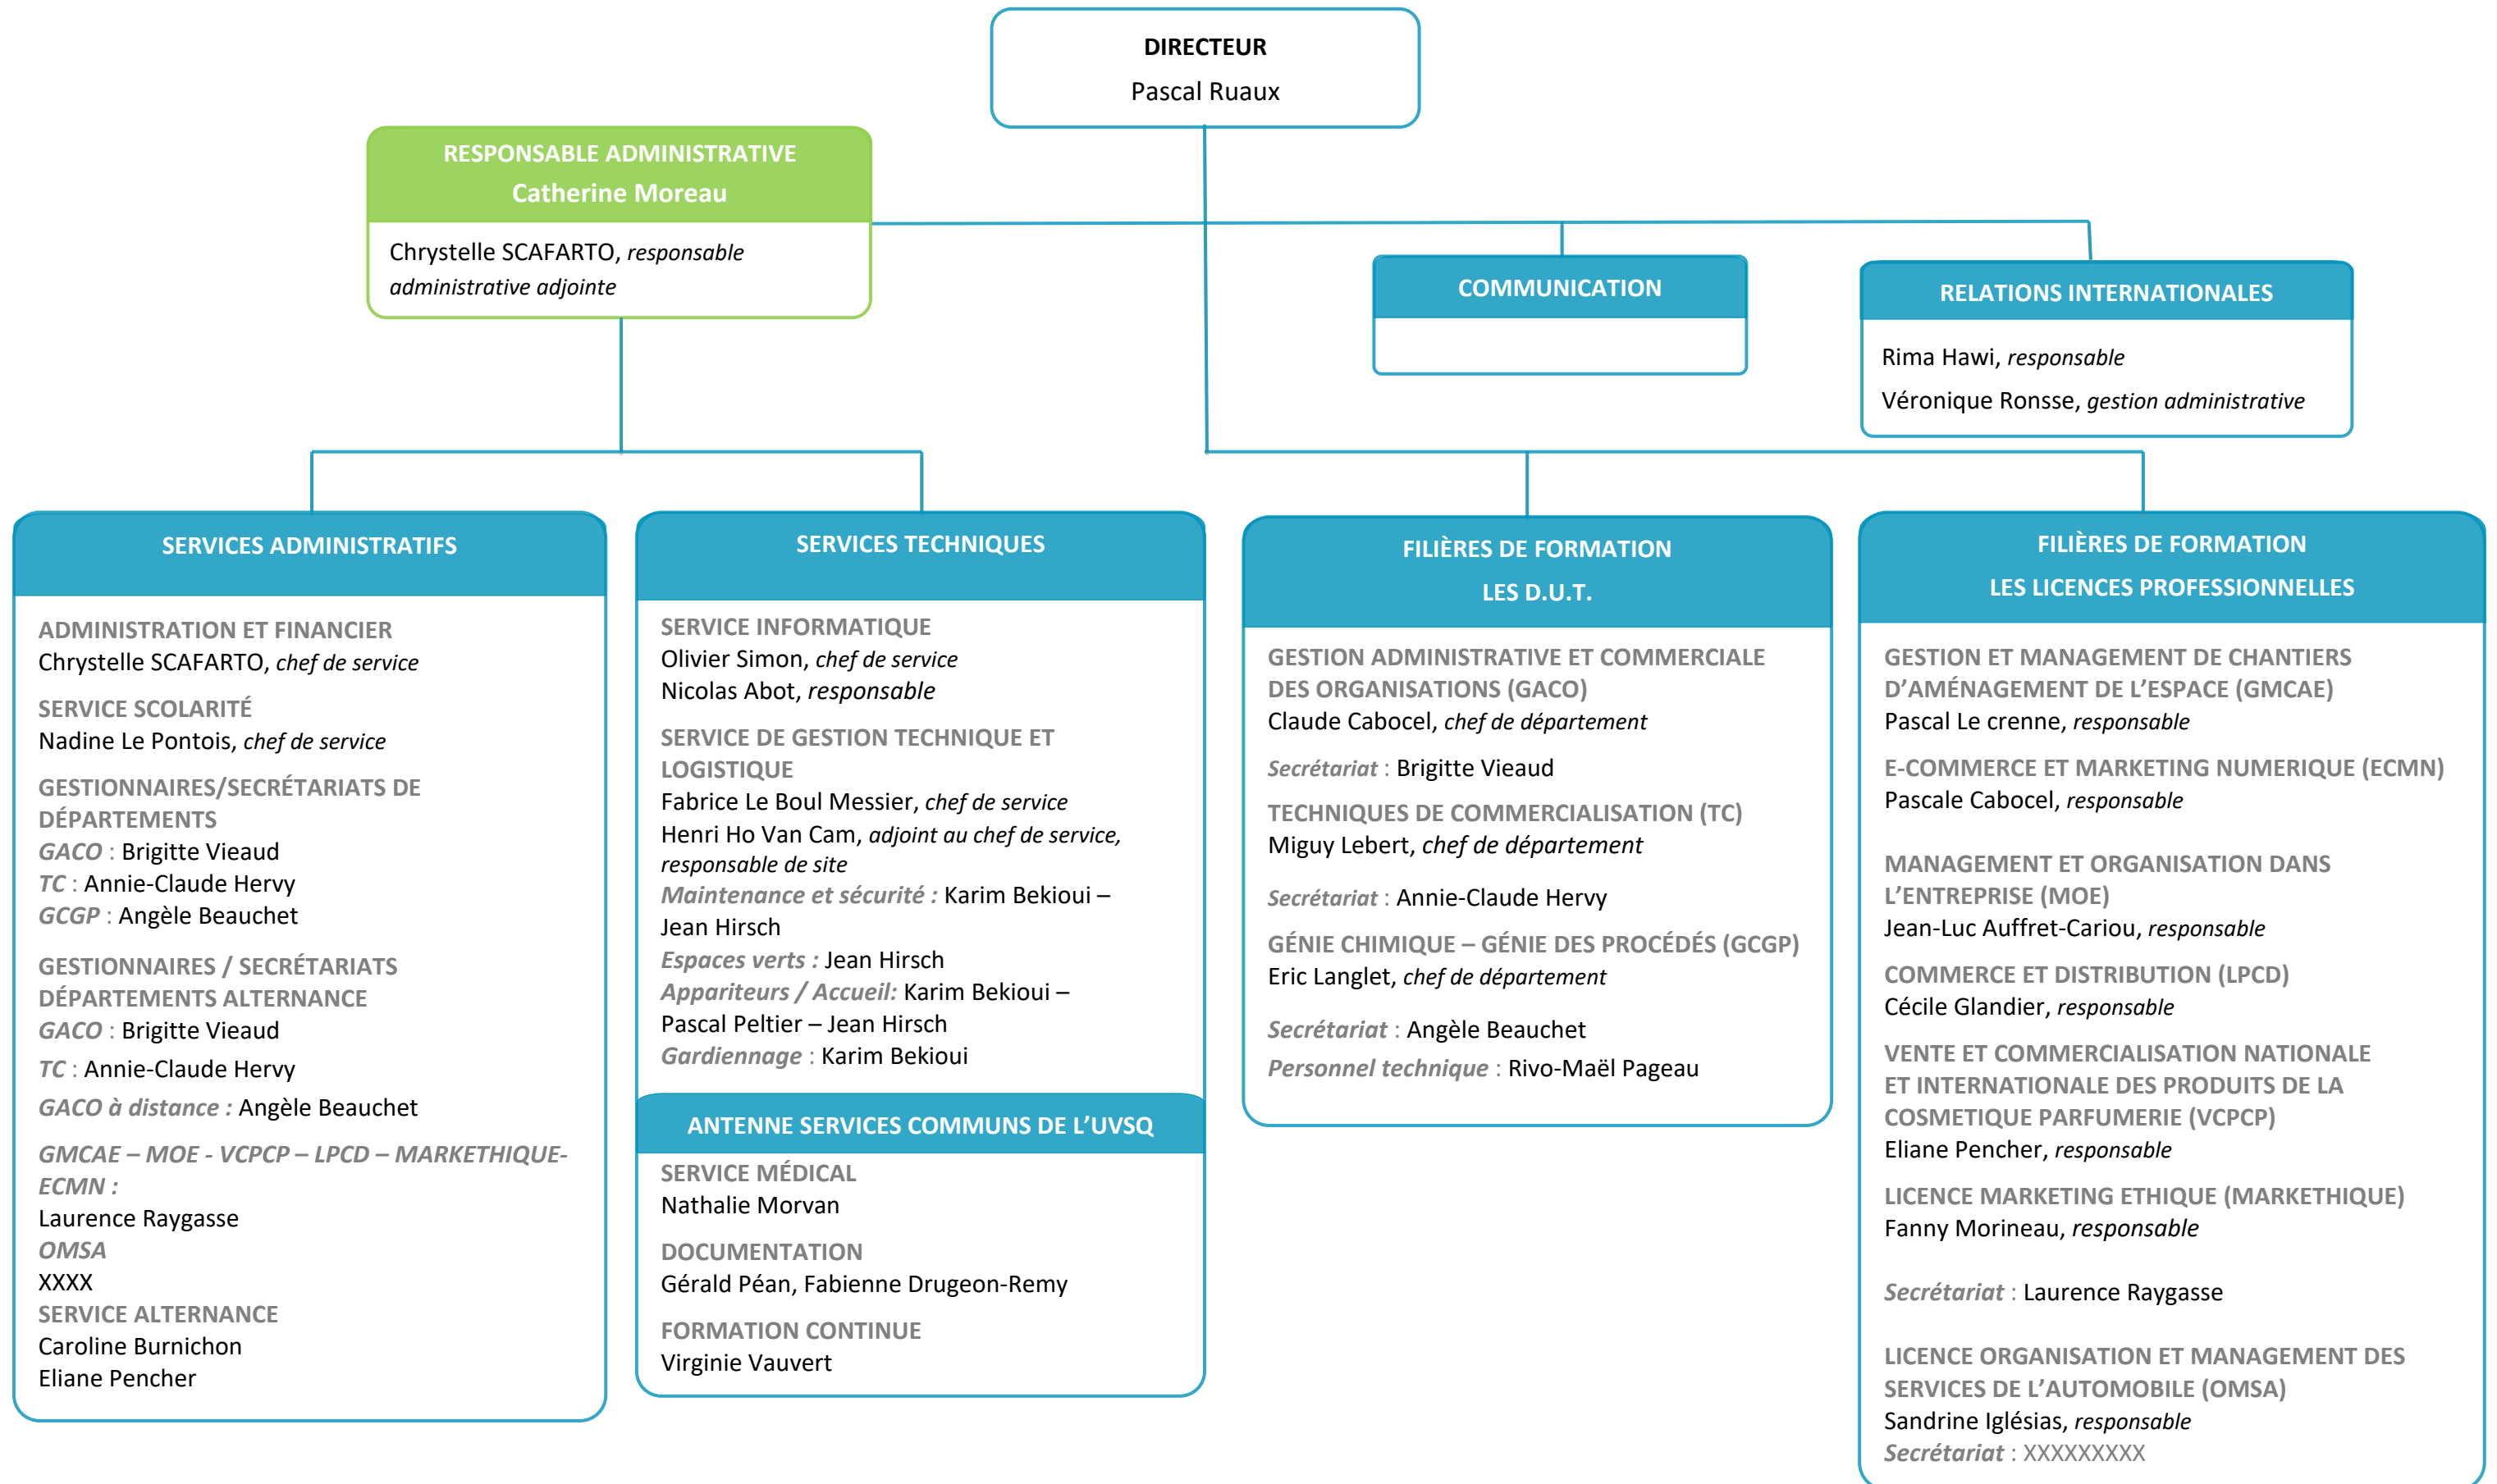 DIRECTEUR
Pascal Ruaux
RESPONSABLE ADMINISTRATIVE
Catherine Moreau
Chrystelle SCAFARTO, responsable
administrative adjointe
COMMUNICATION
RELATIONS INTERNATIONALES
Rima Hawi, responsable
Véronique Ronsse, gestion administrative
SERVICES ADMINISTRATIFS
ADMINISTRATION ET FINANCIER
Chrystelle SCAFARTO, chef de service
SERVICE SCOLARITÉ
Nadine Le Pontois, chef de service
GESTIONNAIRES/SECRÉTARIATS DE
DÉPARTEMENTS
GACO : Brigitte Vieaud
TC : Annie-Claude Hervy
GCGP : Angèle Beauchet
GESTIONNAIRES / SECRÉTARIATS
DÉPARTEMENTS ALTERNANCE
GACO : Brigitte Vieaud
TC : Annie-Claude Hervy
GACO à distance : Angèle Beauchet
GMCAE – MOE - VCPCP – LPCD – MARKETHIQUE-
ECMN :
Laurence Raygasse
OMSA
XXXX
SERVICE ALTERNANCE
Caroline Burnichon
Eliane Pencher
SERVICES TECHNIQUES
SERVICE INFORMATIQUE
Olivier Simon, chef de service
Nicolas Abot, responsable
SERVICE DE GESTION TECHNIQUE ET
LOGISTIQUE
Fabrice Le Boul Messier, chef de service
Henri Ho Van Cam, adjoint au chef de service,
responsable de site
Maintenance et sécurité : Karim Bekioui –
Jean Hirsch
Espaces verts : Jean Hirsch
Appariteurs / Accueil: Karim Bekioui –
Pascal Peltier – Jean Hirsch
Gardiennage : Karim Bekioui
ANTENNE SERVICES COMMUNS DE L’UVSQ
SERVICE MÉDICAL
Nathalie Morvan
DOCUMENTATION
Gérald Péan, Fabienne Drugeon-Remy
FORMATION CONTINUE
Virginie Vauvert
FILIÈRES DE FORMATION
LES D.U.T.
GESTION ADMINISTRATIVE ET COMMERCIALE
DES ORGANISATIONS (GACO)
Claude Cabocel, chef de département
Secrétariat : Brigitte Vieaud
TECHNIQUES DE COMMERCIALISATION (TC)
Miguy Lebert, chef de département
Secrétariat : Annie-Claude Hervy
GÉNIE CHIMIQUE – GÉNIE DES PROCÉDÉS (GCGP)
Eric Langlet, chef de département
Secrétariat : Angèle Beauchet
Personnel technique : Rivo-Maël Pageau
FILIÈRES DE FORMATION
LES LICENCES PROFESSIONNELLES
GESTION ET MANAGEMENT DE CHANTIERS
D’AMÉNAGEMENT DE L’ESPACE (GMCAE)
Pascal Le crenne, responsable
E-COMMERCE ET MARKETING NUMERIQUE (ECMN)
Pascale Cabocel, responsable
MANAGEMENT ET ORGANISATION DANS
L’ENTREPRISE (MOE)
Jean-Luc Auffret-Cariou, responsable
COMMERCE ET DISTRIBUTION (LPCD)
Cécile Glandier, responsable
VENTE ET COMMERCIALISATION NATIONALE
ET INTERNATIONALE DES PRODUITS DE LA
COSMETIQUE PARFUMERIE (VCPCP)
Eliane Pencher, responsable
LICENCE MARKETING ETHIQUE (MARKETHIQUE)
Fanny Morineau, responsable
Secrétariat : Laurence Raygasse
LICENCE ORGANISATION ET MANAGEMENT DES
SERVICES DE L’AUTOMOBILE (OMSA)
Sandrine Iglésias, responsable
Secrétariat : XXXXXXXXX